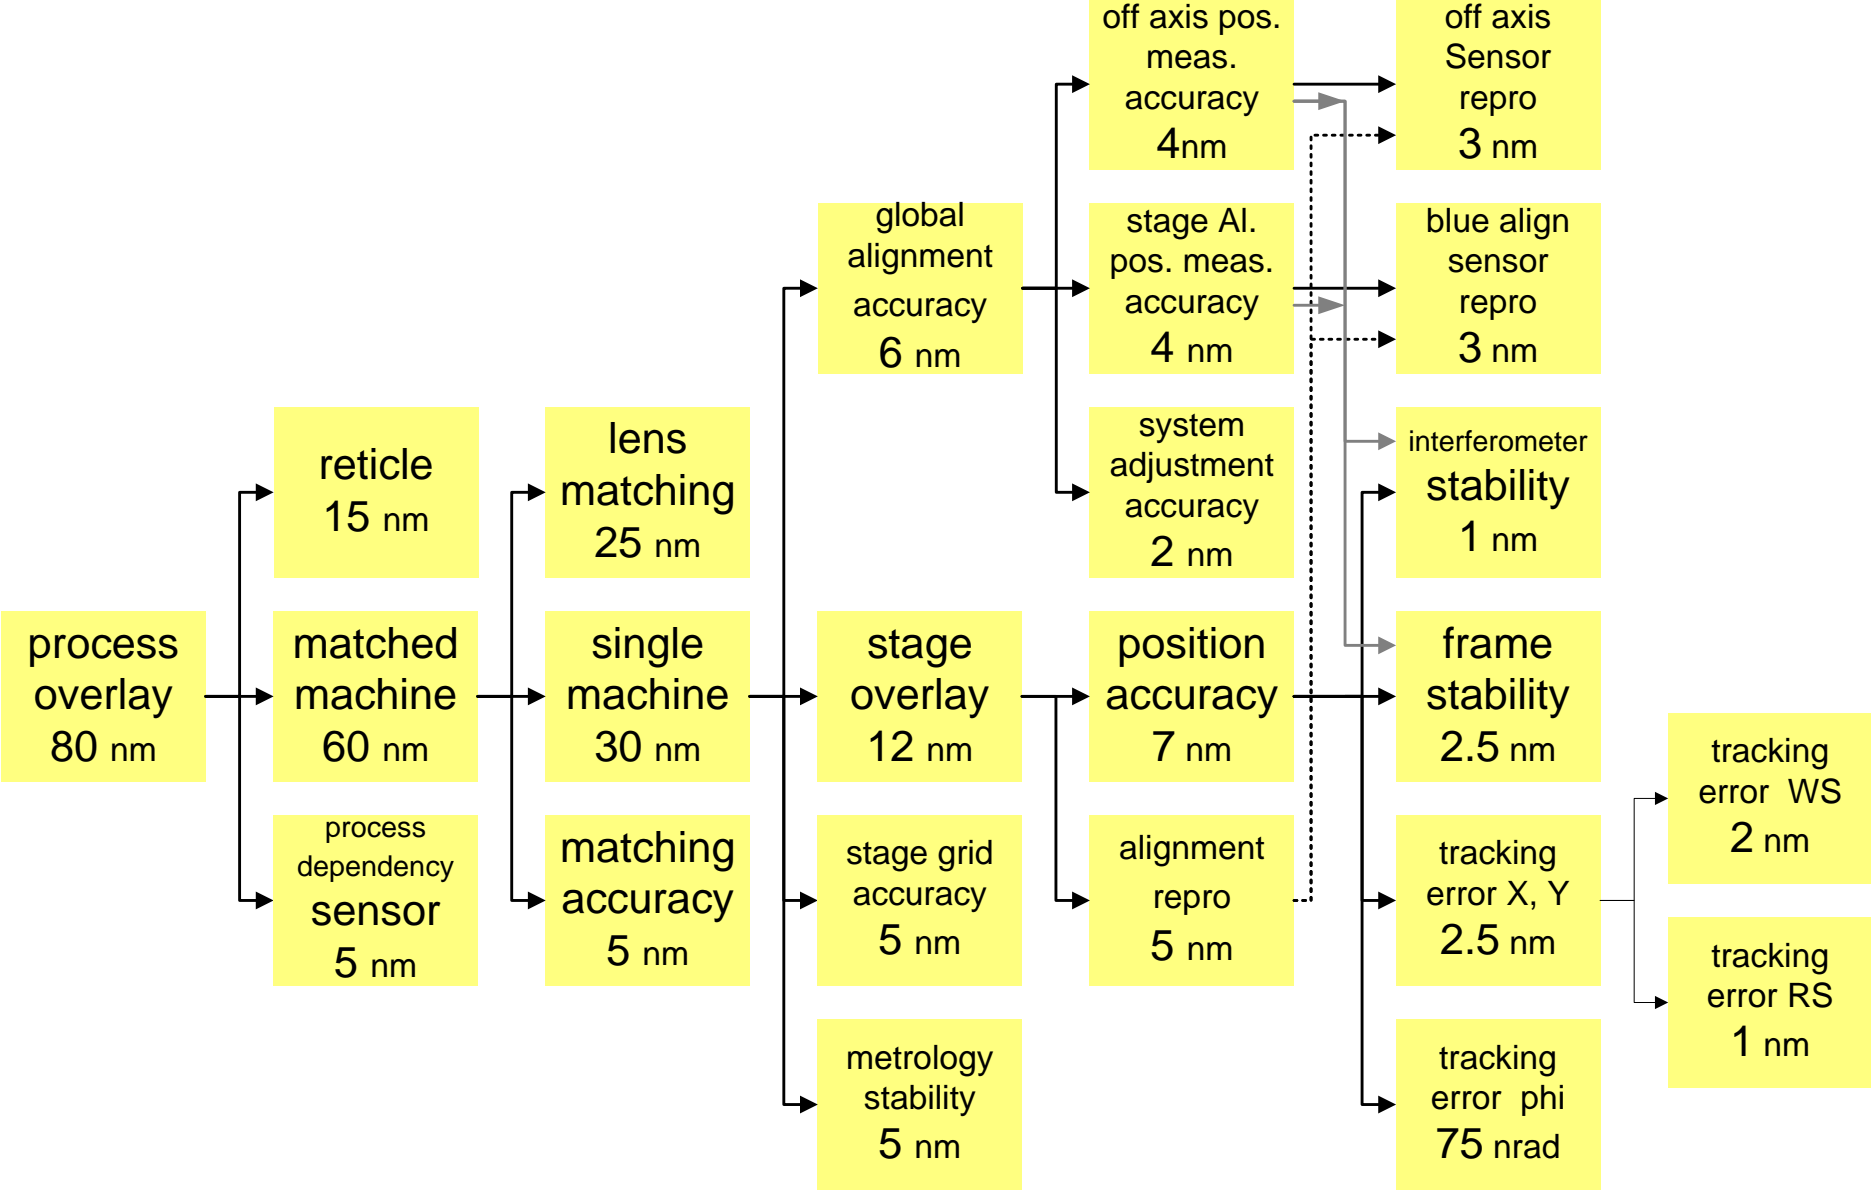 process
overlay
80 nm
reticle
15 nm
matched
machine
60 nm
process
dependency
sensor
5 nm
lens
matching
25 nm
single
machine
30 nm
matching
accuracy
5 nm
global
alignment
accuracy
6 nm
stage
overlay
12 nm
stage grid
accuracy
5 nm
metrology
stability
5 nm
off axis pos.
meas.
accuracy
4nm
stage Al.
pos. meas.
accuracy
4 nm
system
adjustment
accuracy
2 nm
position
accuracy
7 nm
alignment
repro
5 nm
off axis
Sensor
repro
3 nm
blue align
sensor
repro
3 nm
interferometer
stability
1 nm
frame
stability
2.5 nm
tracking
error X, Y
2.5 nm
tracking
error phi
75 nrad
tracking
error WS
2 nm
tracking
error RS
1 nm